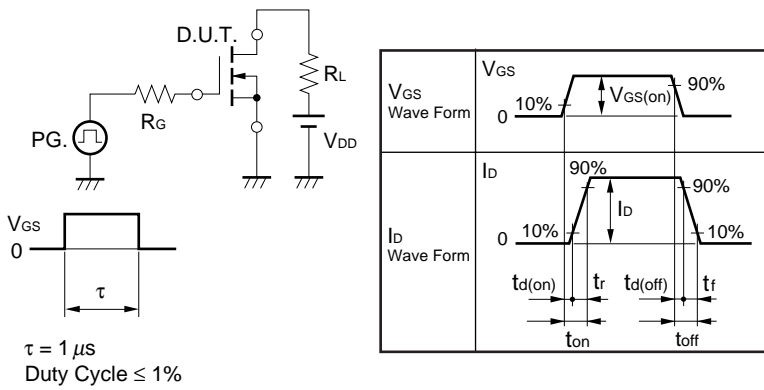 D.U.T.
RL
RG
PG.
VDD
VGS
0
τ
τ = 1 μs
Duty Cycle ≤ 1%
VGS
Wave Form
VGS
10%
0
VGS(on)
90%
ID
Wave Form
ID
90%
90%
ID
0
10%
10%
td(on)
tr
td(off)
tf
ton
toff